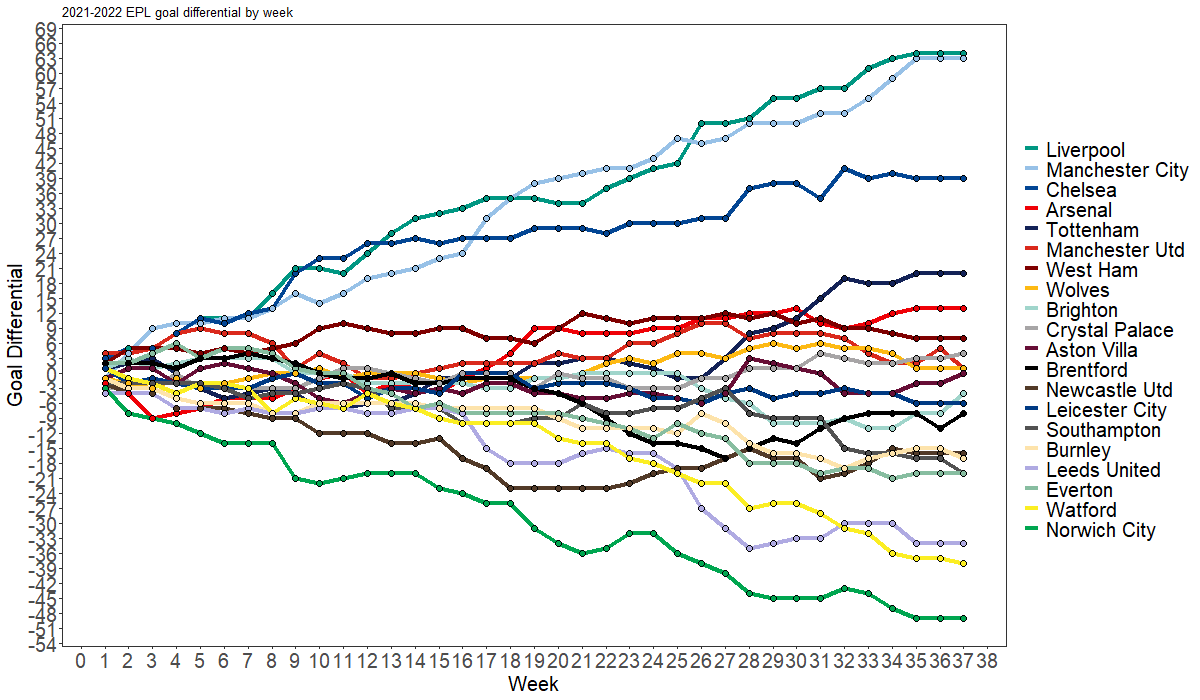 2021-2022 EPL goal differential by week
Goal Differential
69
66
63
60
57
54
51
48
45
42
39
36
33
30
27
24
21
18
15
12
9
6
3
0
-3
-6
-9
-12
-15
-18
-21
-24
-27
-30
-33
-36
-39
-42
-45
-48
-51
-54
0 1 2 3 4 5 6 7 8 9 10 11 12 13 14 15 16 17 18 19 20 21 22 23 24 25 26 27 28 29 30 31 32 33 34 35 36 37 38
Week
Liverpool
Manchester City
Chelsea
Arsenal
Tottenham
Manchester Utd
West Ham
Wolves
Brighton
Crystal Palace
Aston Villa
Brentford
Newcastle Utd
Leicester City
Southampton
Burnley
Leeds United
Everton
Watford
Norwich City